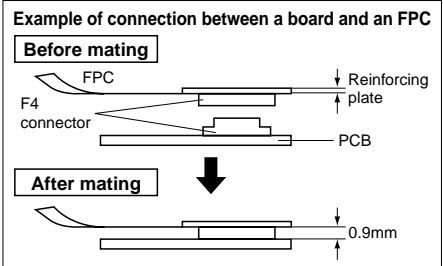 Example of connection between a board and an FPC
Before mating
FPC
Reinforcing
plate
F4
connector
PCB
After mating
0.9mm